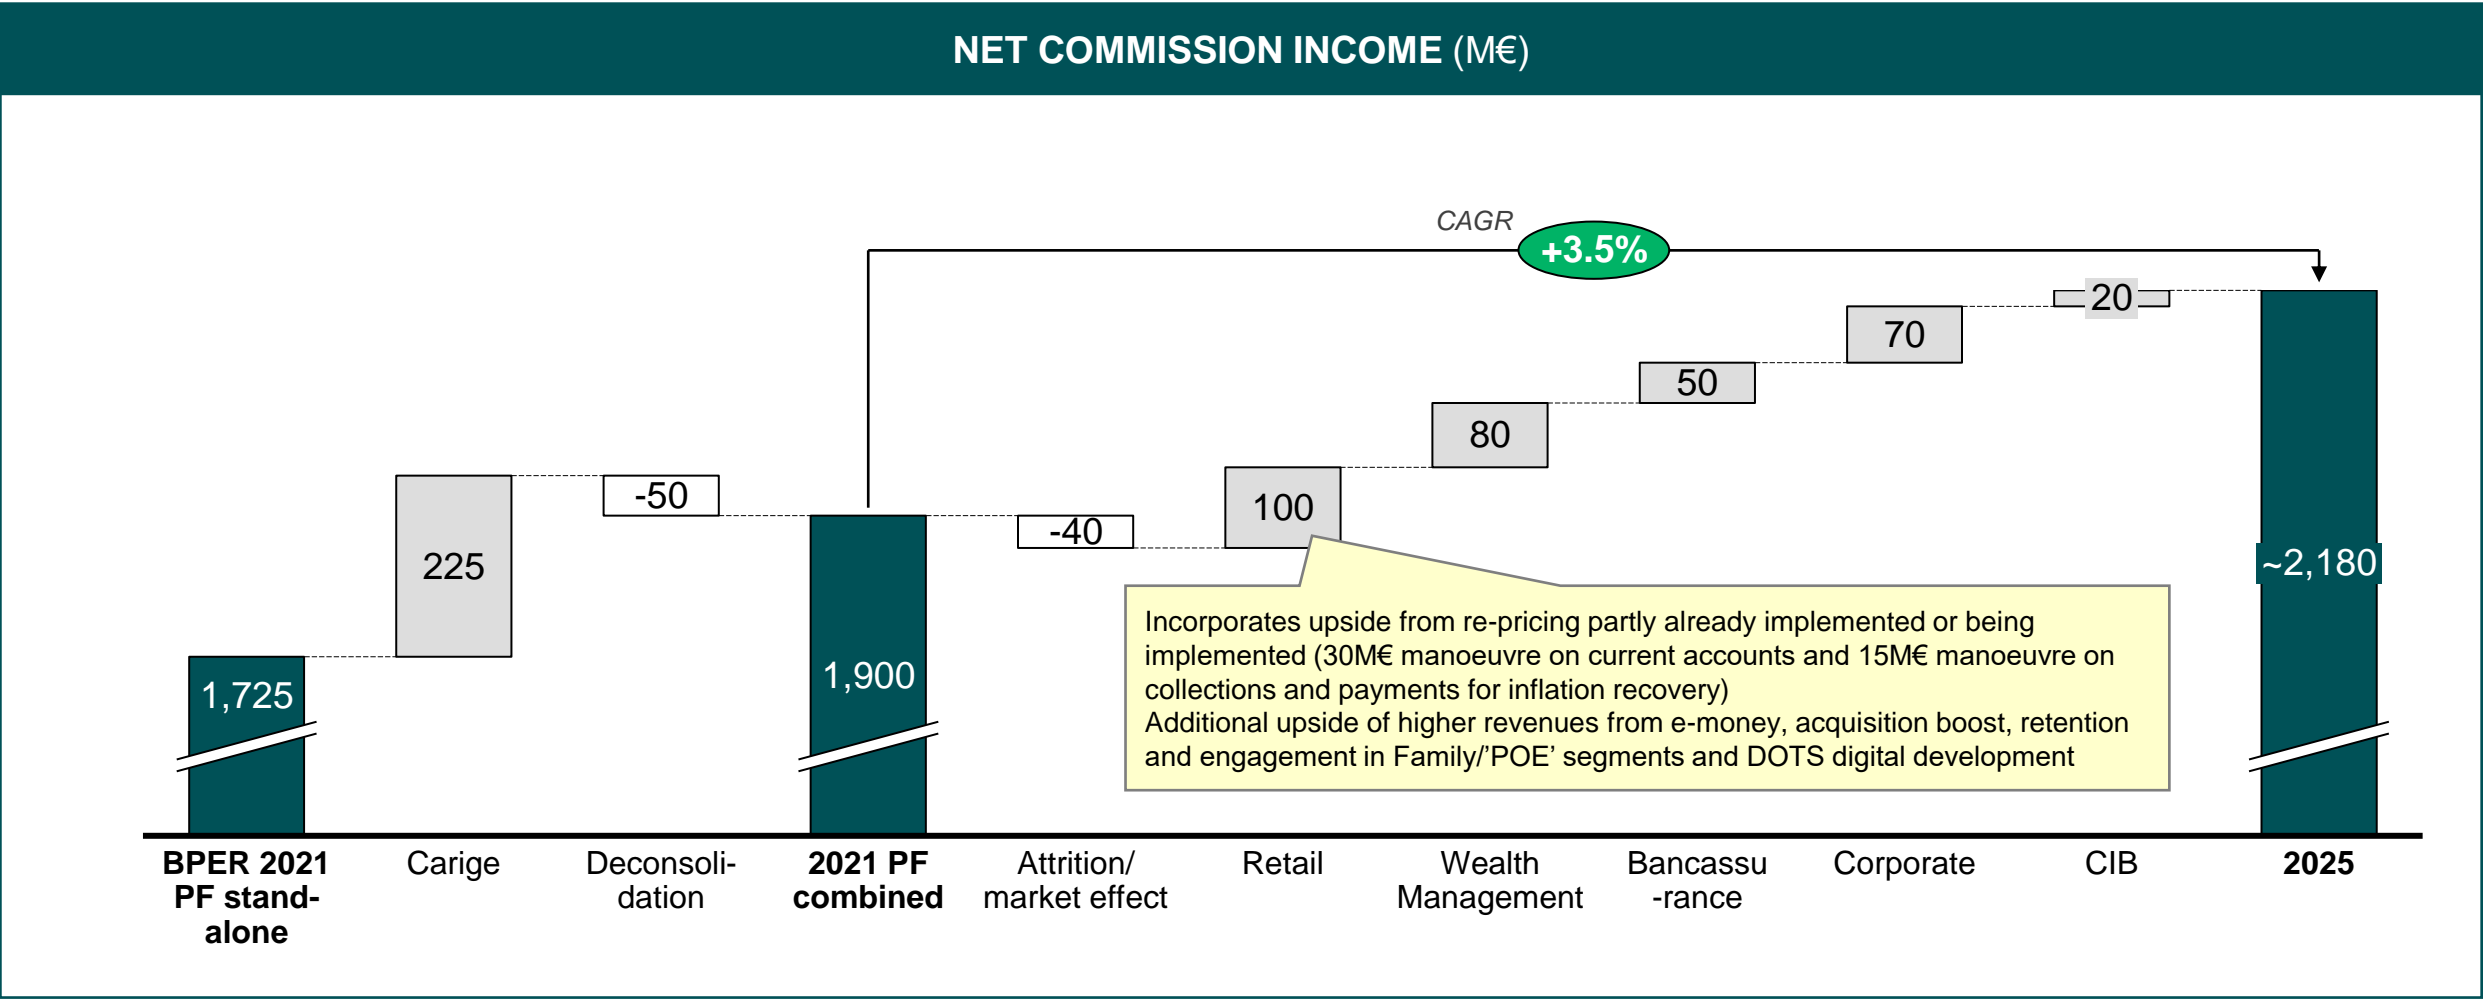 NET COMMISSION INCOME (M€)
CAGR
+3.5%
20
70
50
80
-50
100
-40
225
~2,180
1,900
1,725
Incorporates upside from re-pricing partly already implemented or being
implemented (30M€ manoeuvre on current accounts and 15M€ manoeuvre on
collections and payments for inflation recovery)
Additional upside of higher revenues from e-money, acquisition boost, retention
and engagement in Family/’POE’ segments and DOTS digital development
BPER 2021
PF stand-
alone
Carige
Deconsoli-
dation
2021 PF
combined
Attrition/
market effect
Retail
Wealth
Management
Bancassu
-rance
Corporate
CIB
2025